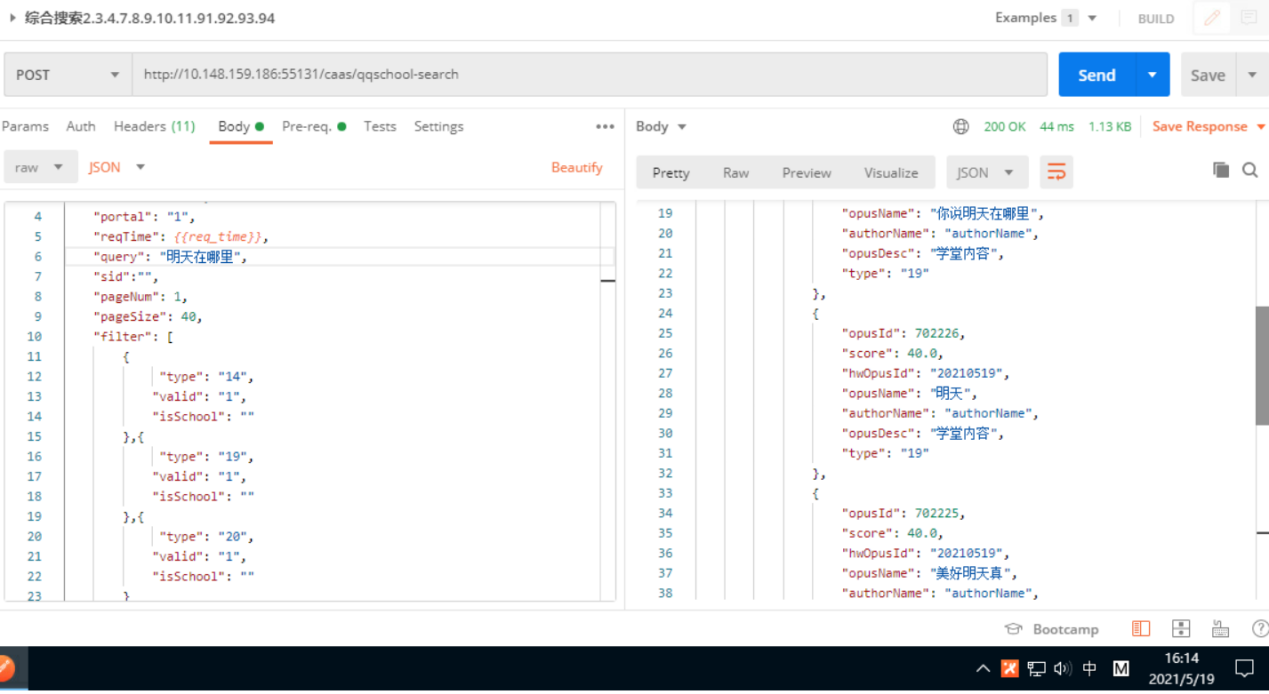 综合搜索2.3.4.7.8.9.10.11.91.92.93.94
Examples 1
BUILD
POST
http://10.148.159.186:55131/caas/qqschool-search
Send
Save
Params Auth Headers (11) Body Pre-req. Tests Settings
raw JSON Beautify
4 "portal": "1",
5 "reqTime": {{req_time}},
6 "query": "明天在哪里",
7 "sid":"",
8 "pageNum": 1,
9 "pageSize": 40,
10 "filter": [
11 {
12 "type": "14",
13 "valid": "1",
14 "isSchool": ""
15 },{
16 "type": "19",
17 "valid": "1",
18 "isSchool": ""
19 },{
20 "type": "20",
21 "valid": "1",
22 "isSchool": ""
23 }
Body 200 OK 44 ms 1.13 KB Save Response
Pretty Raw Preview Visualize JSON
19 "opusName": "你说明天在哪里",
20 "authorName": "authorName",
21 "opusDesc": "学堂内容",
22 "type": "19"
23 },
24 {
25 "opusId": 702226,
26 "score": 40.0,
27 "hwOpusId": "20210519",
28 "opusName": "明天",
29 "authorName": "authorName",
30 "opusDesc": "学堂内容",
31 "type": "19"
32 },
33 {
34 "opusId": 702225,
35 "score": 40.0,
36 "hwOpusId": "20210519",
37 "opusName": "美好明天真",
38 "authorName": "authorName",
Bootcamp
中 M
16:14
2021/5/19